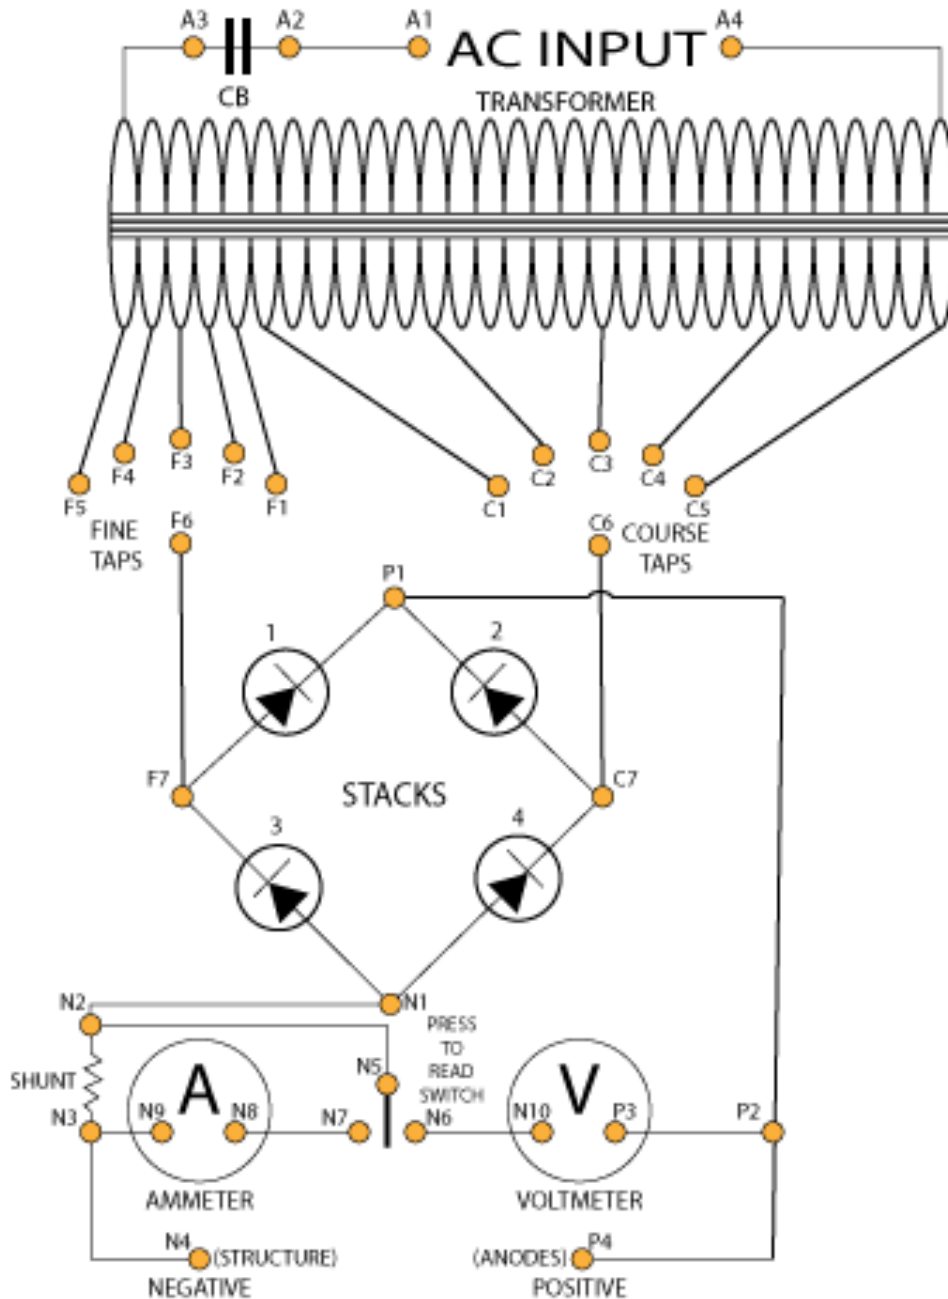 A3 A2 A1 AC INPUT A4
CB
TRANSFORMER
F5 F4 F3 F2 F1
C1 C2 C3 C4 C5
FINE
TAPS
F6
C6
COURSE
TAPS
P1
1
2
F7
STACKS
C7
3
4
N2
N1
PRESS
TO
READ
SWITCH
N5
SHUNT
A
V
N3 N9 N8 N7 N6 N10 P3 P2
AMMETER
VOLTMETER
N4 (STRUCTURE)
NEGATIVE
(ANODES) P4
POSITIVE